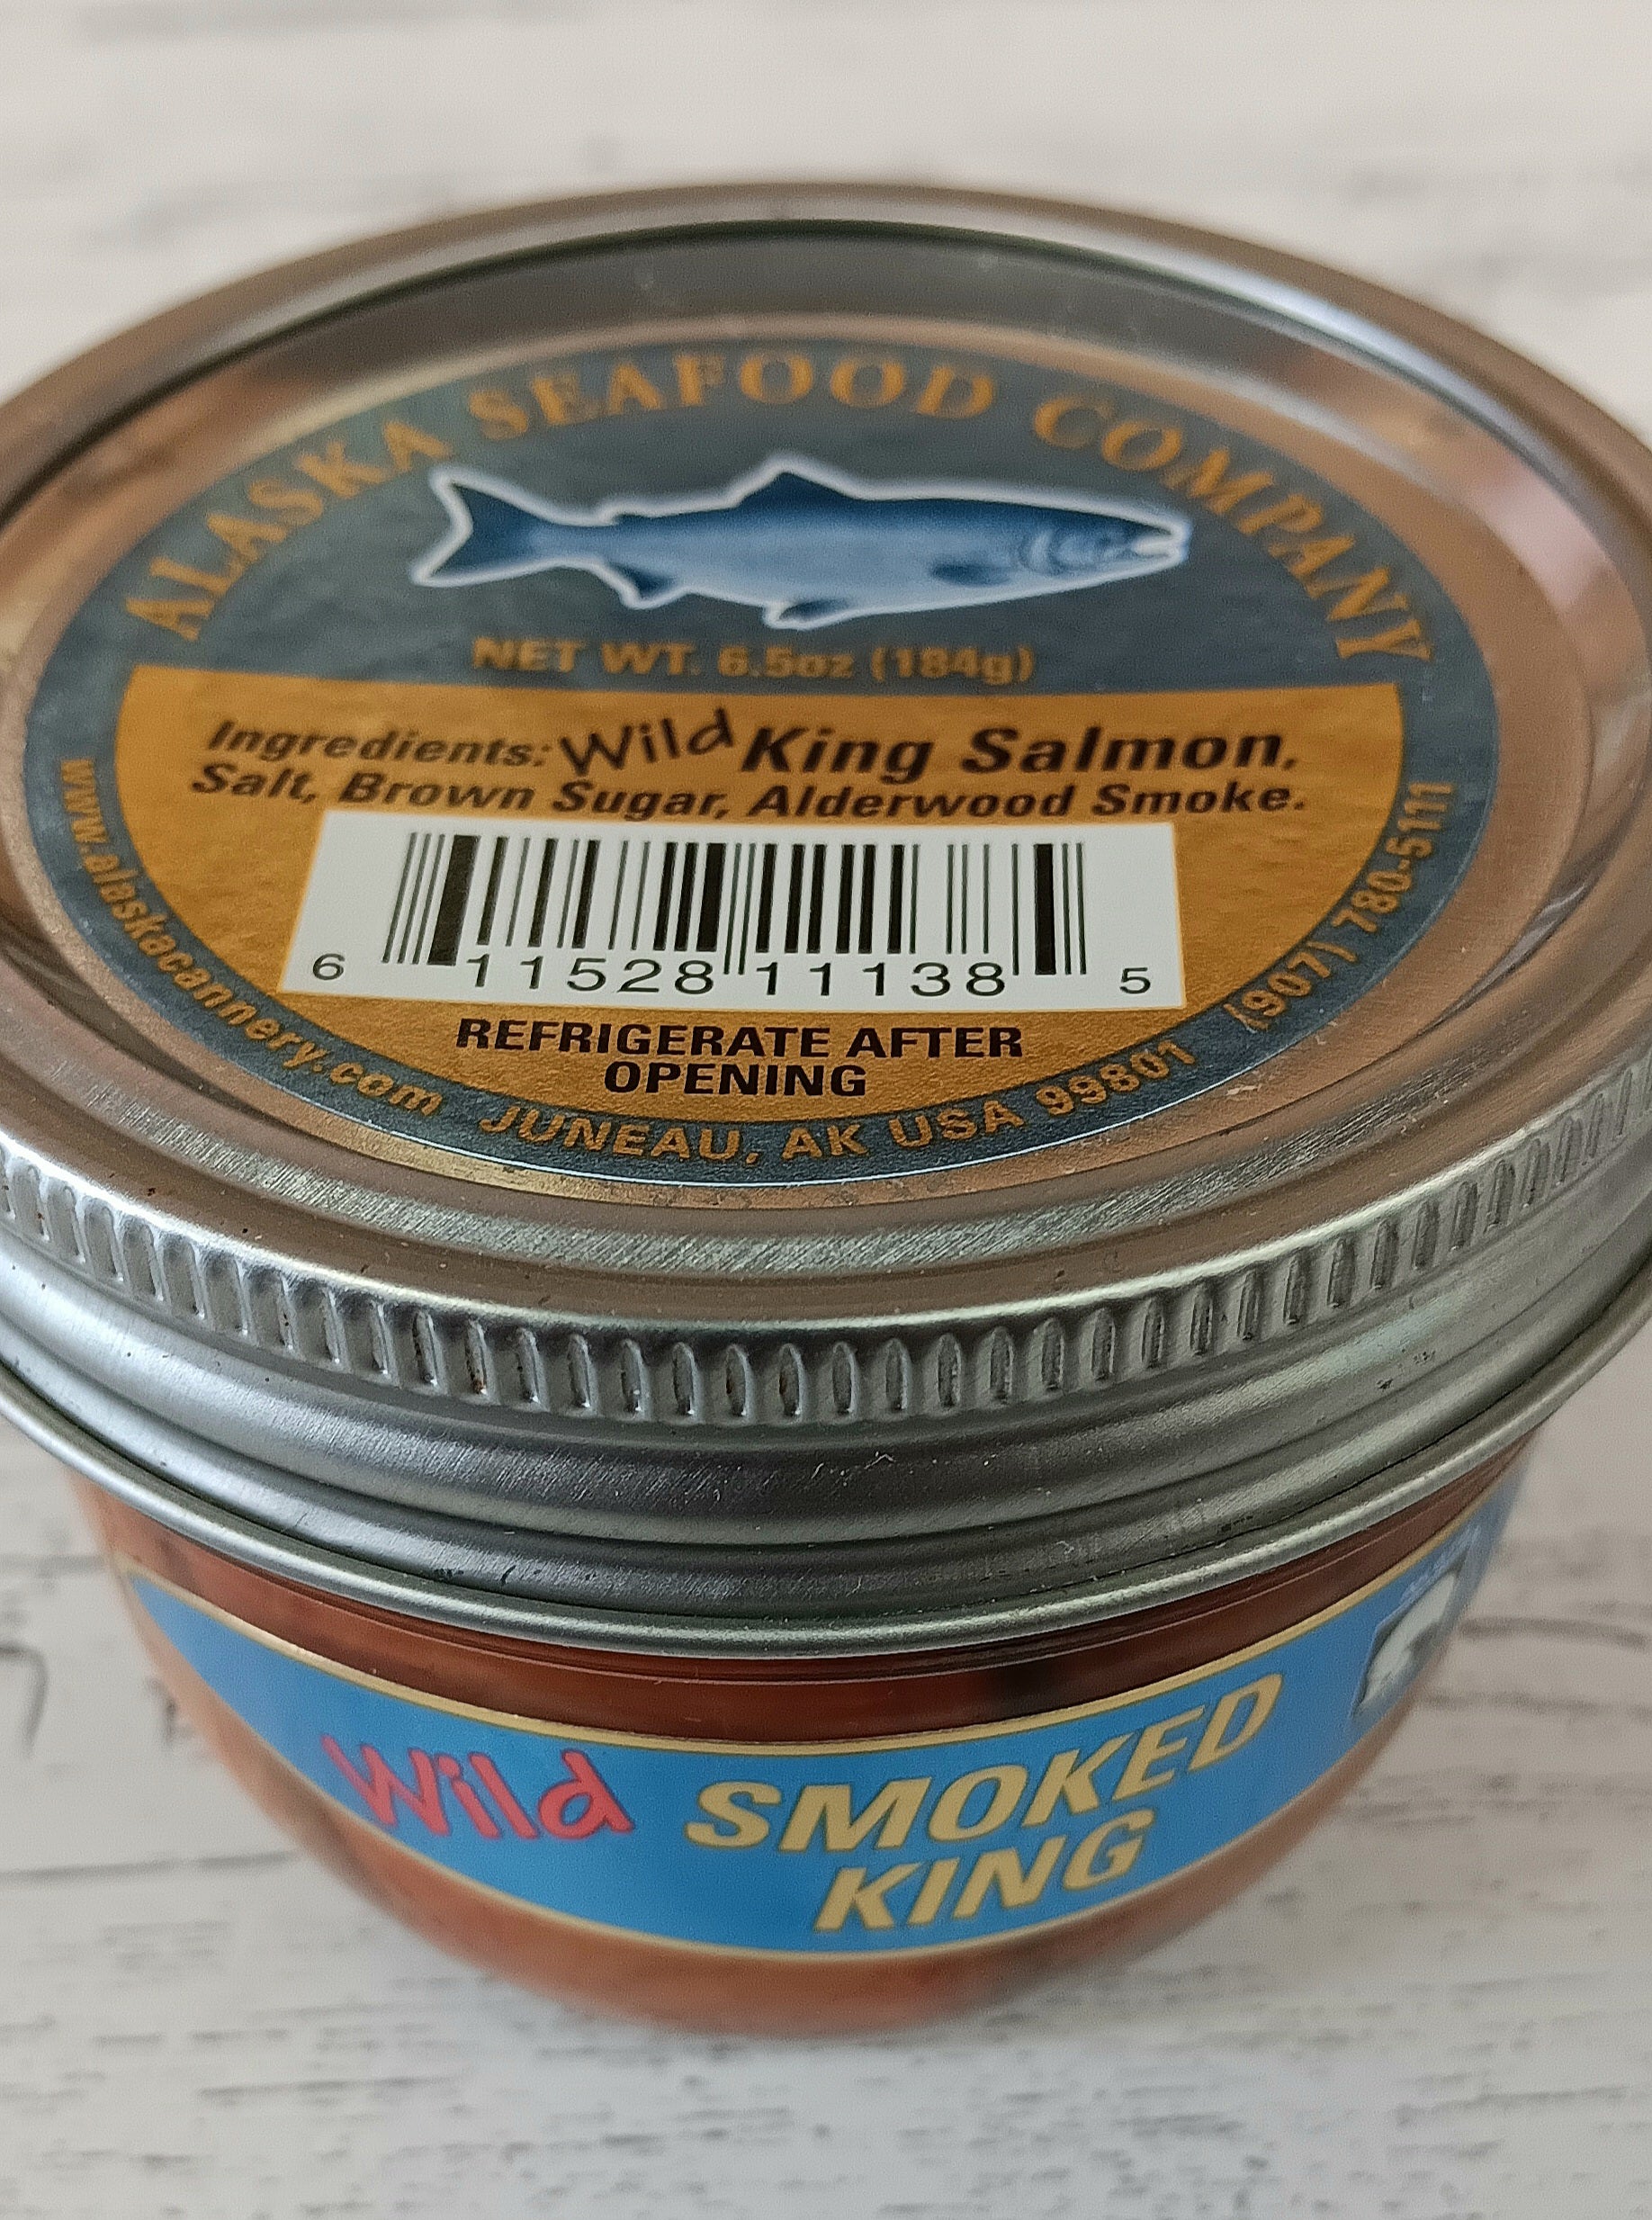 ALASKA SEAFOOD COMPANY
NET WT. 6.5oz (184g)
Ingredients: Wild King Salmon,
Salt, Brown Sugar, Alderwood Smoke.
6 11528 11138 5
REFRIGERATE AFTER
OPENING
www.alaskacannery.com JUNEAU, AK USA 99801 (907) 780-5111
Wild SMOKED
KING